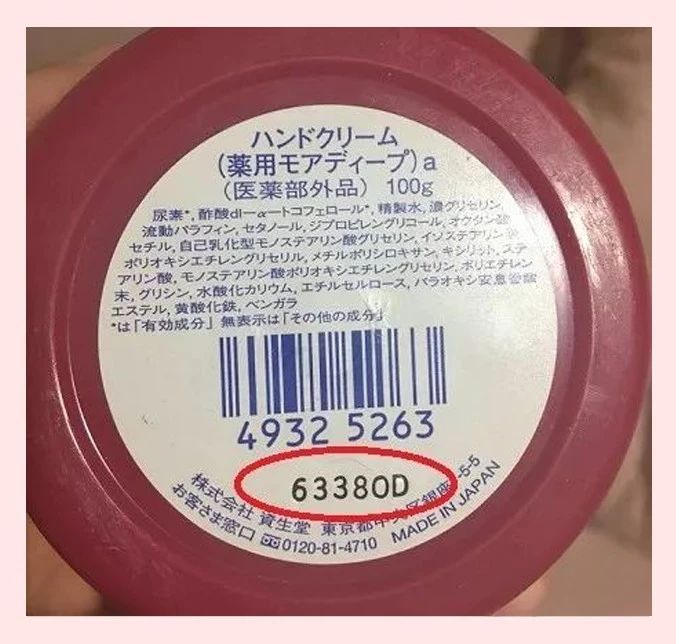 ハンドクリーム
(薬用モアディープ)a
(医薬部外品) 100g
尿素*, 酢酸dl-α-トコフェロール*, 精製水, 濃グリセリン,
流動パラフィン, セタノール, ジプロピレングリコール, オクタン酸
セチル, 自己乳化型モノステアリン酸グリセリン, イソステアリン酸
ポリオキシエチレングリセリル, メチルポリシロキサン, キシリット, ステ
アリン酸, モノステアリン酸ポリオキシエチレングリセリン, ポリエチレン
末, グリシン, 水酸化カリウム, エチルセルロース, パラオキシ安息香酸
エステル, 黄酸化鉄, ベンガラ
*は「有効成分」無表示は「その他の成分」
4932 5263
63380D
株式会社 資生堂 東京都中央区銀座 -5-5
お客さま窓口 0120-81-4710 MADE IN JAPAN